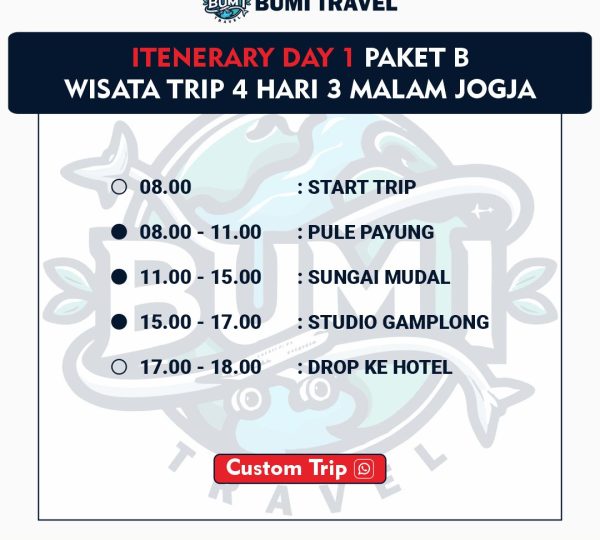 BUMI BUMI TRAVEL
TRAVEL
ITENERARY DAY 1 PAKET B
WISATA TRIP 4 HARI 3 MALAM JOGJA
08.00 : START TRIP
08.00 - 11.00 : PULE PAYUNG
11.00 - 15.00 : SUNGAI MUDAL
15.00 - 17.00 : STUDIO GAMPLONG
17.00 - 18.00 : DROP KE HOTEL
BUMI
Custom Trip
TRAVEL